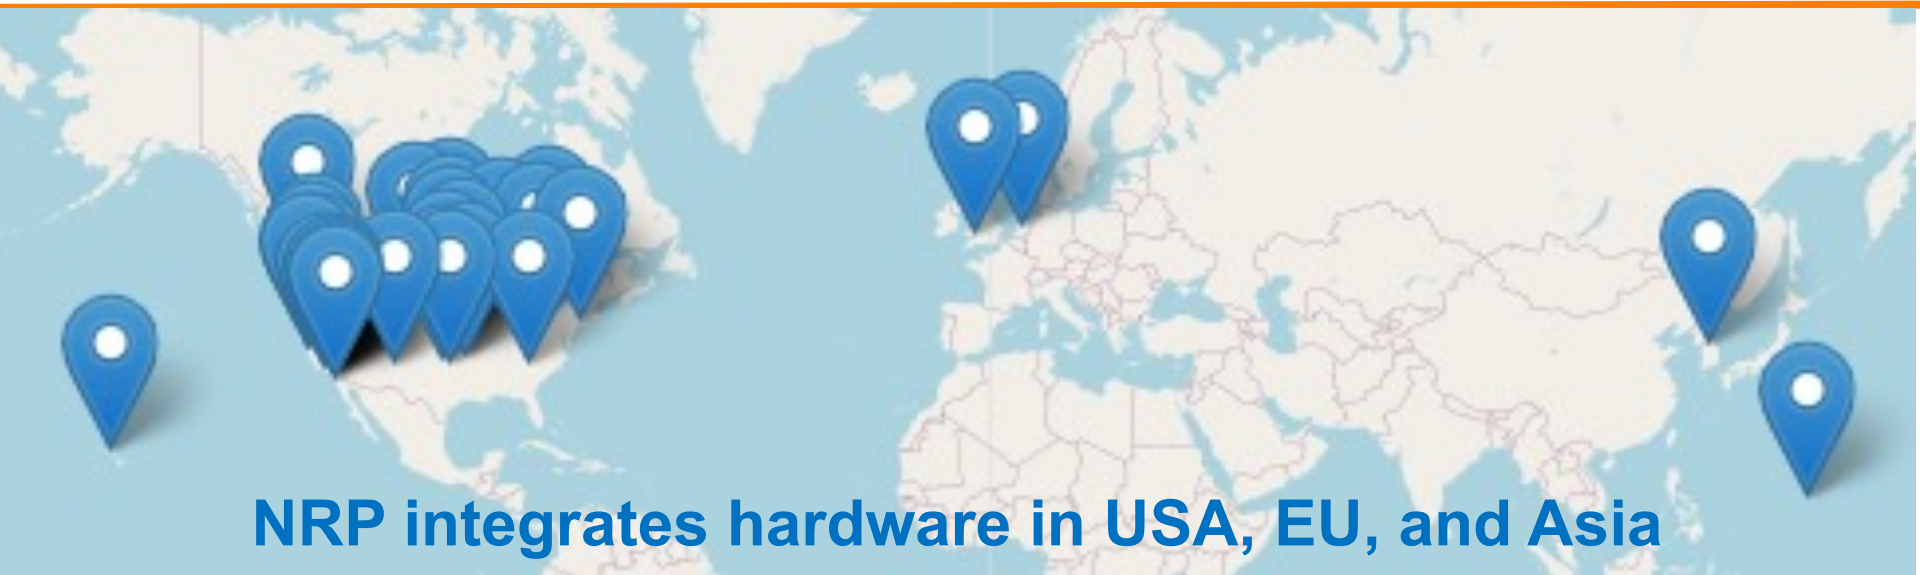 NRP integrates hardware in USA, EU, and Asia